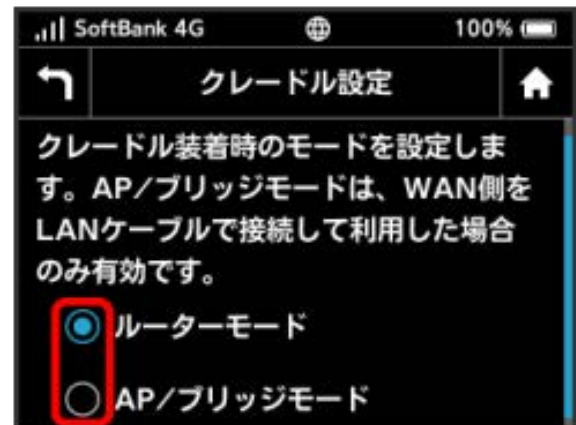 SoftBank 4G 100%
クレードル設定
クレードル装着時のモードを設定しま
す。AP/ブリッジモードは、WAN側を
LANケーブルで接続して利用した場合
のみ有効です。
ルーターモード
AP/ブリッジモード